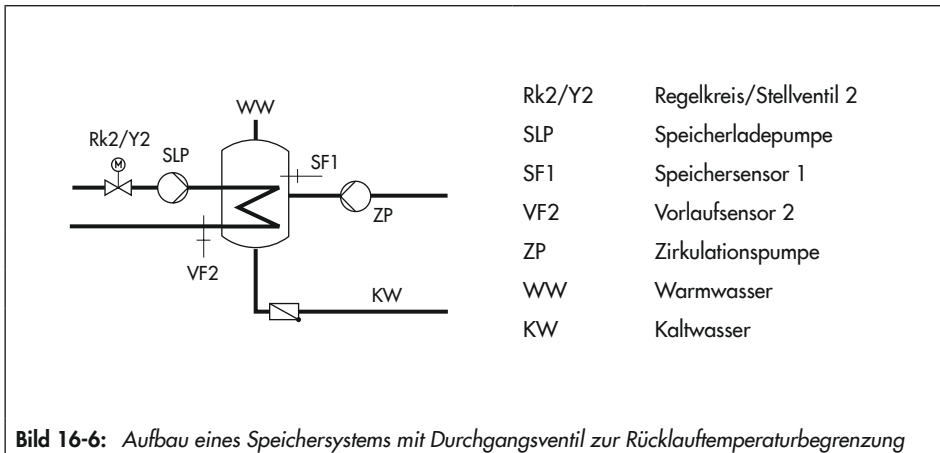 WW
Rk2/Y2
M
SLP
SF1
ZP
VF2
KW
Rk2/Y2 Regelkreis/Stellventil 2
SLP Speicherladepumpe
SF1 Speichersensor 1
VF2 Vorlaufsensor 2
ZP Zirkulationspumpe
WW Warmwasser
KW Kaltwasser
Bild 16-6: Aufbau eines Speichersystems mit Durchgangsventil zur Rücklauftemperaturbegrenzung